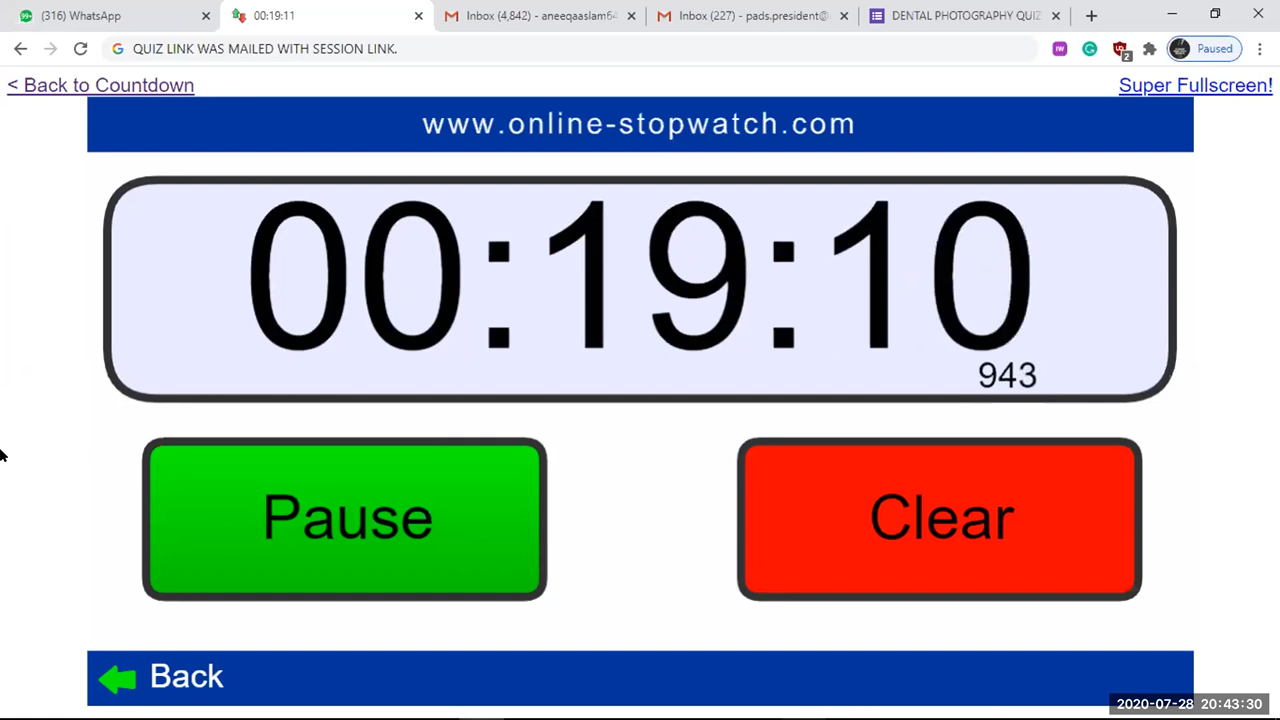 (316) WhatsApp
00:19:11
Inbox (4,842) - aneeqaaslam64
Inbox (227) - pads.president@
DENTAL PHOTOGRAPHY QUIZ
QUIZ LINK WAS MAILED WITH SESSION LINK.
2
Paused
< Back to Countdown
Super Fullscreen!
www.online-stopwatch.com
00:19:10
943
Pause
Clear
Back
2020-07-28 20:43:30